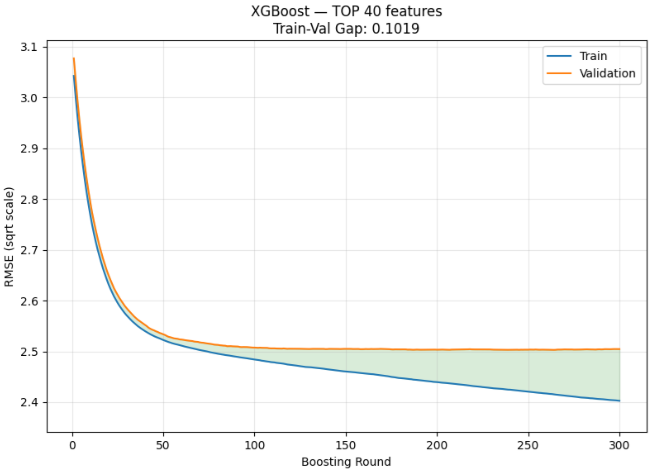 XGBoost — TOP 40 features
Train-Val Gap: 0.1019
Train
Validation
3.1
3.0
2.9
2.8
2.7
2.6
2.5
2.4
RMSE (sqrt scale)
0
50
100
150
200
250
300
Boosting Round